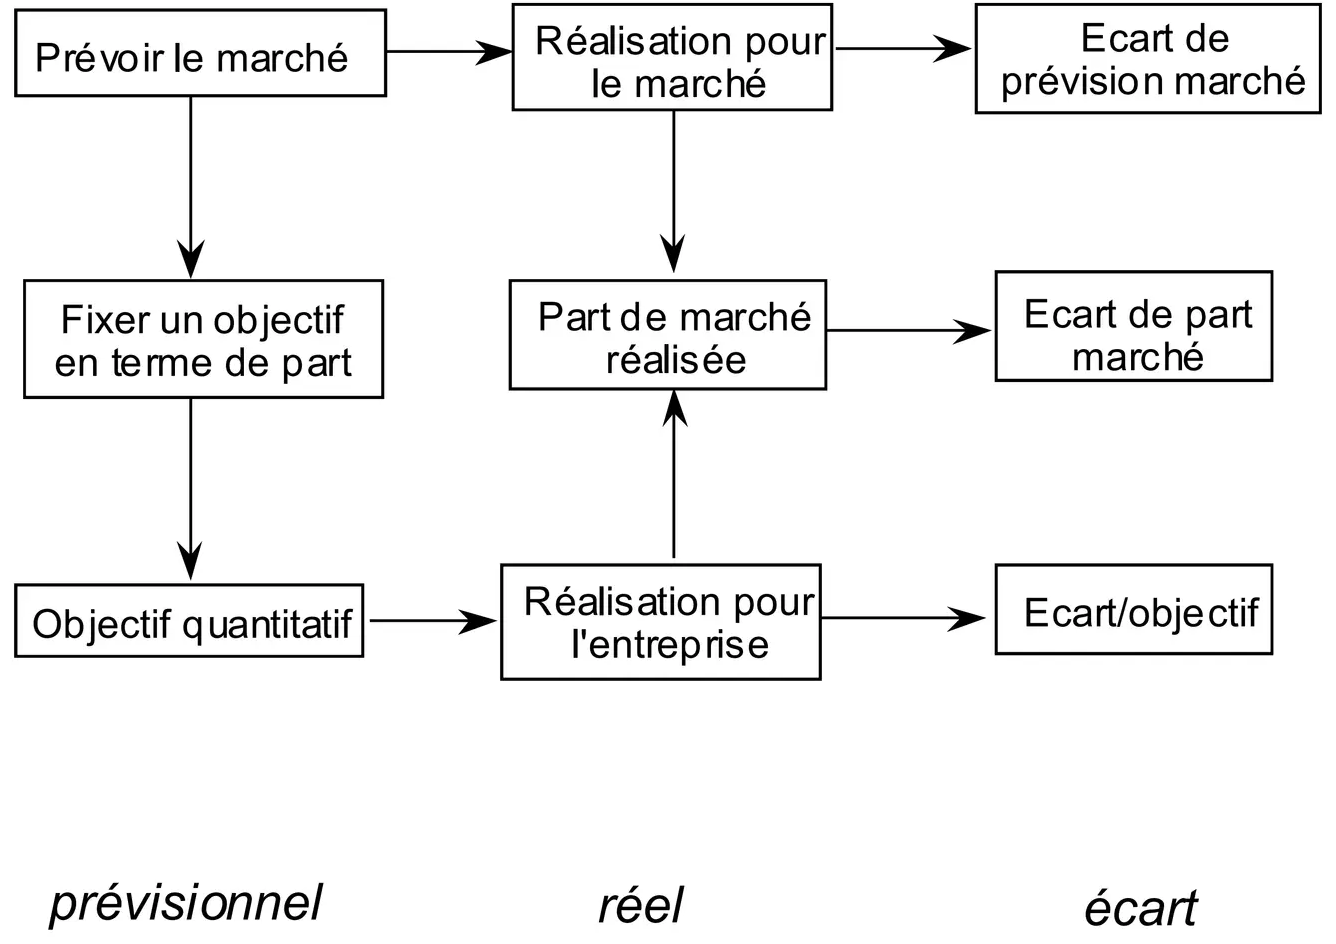 Prévoir le marché
Réalisation pour
le marché
Ecart de
prévision marché
Fixer un objectif
en terme de part
Part de marché
réalisée
Ecart de part
marché
Objectif quantitatif
Réalisation pour
l'entreprise
Ecart/objectif
prévisionnel
réel
écart